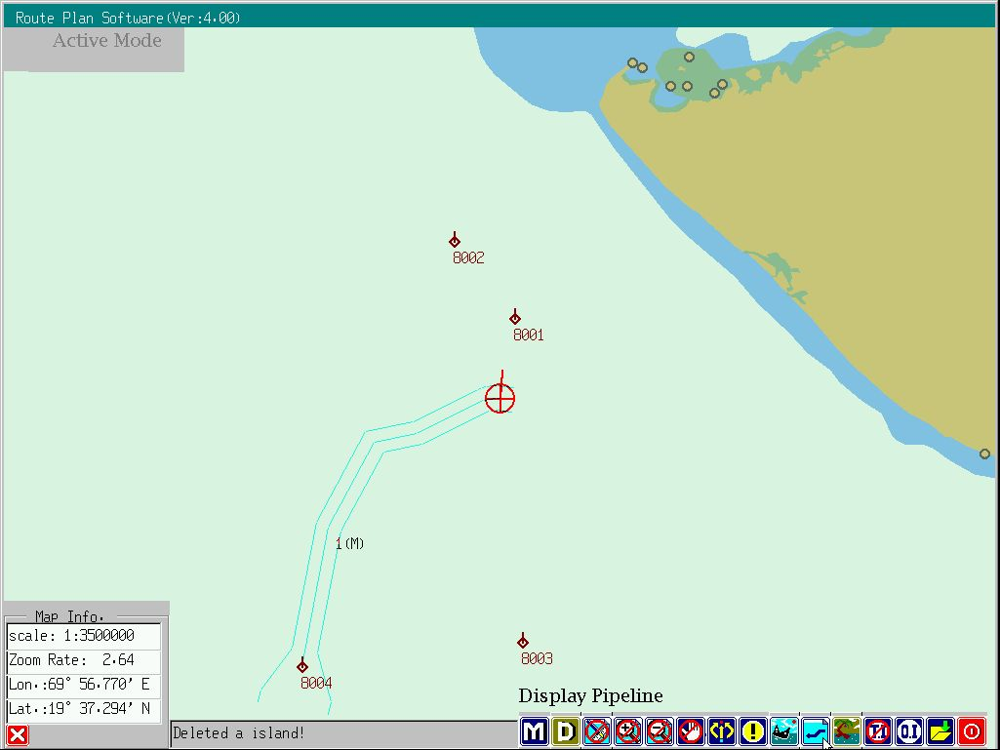 Route Plan Software(Ver:4.00)
Active Mode
8002
8001
1(M)
8003
8004
Map Info.
scale: 1:3500000
Zoom Rate: 2.64
Lon.:69° 56.770' E
Lat.:19° 37.294' N
Display Pipeline
Deleted a island!
M D O.I